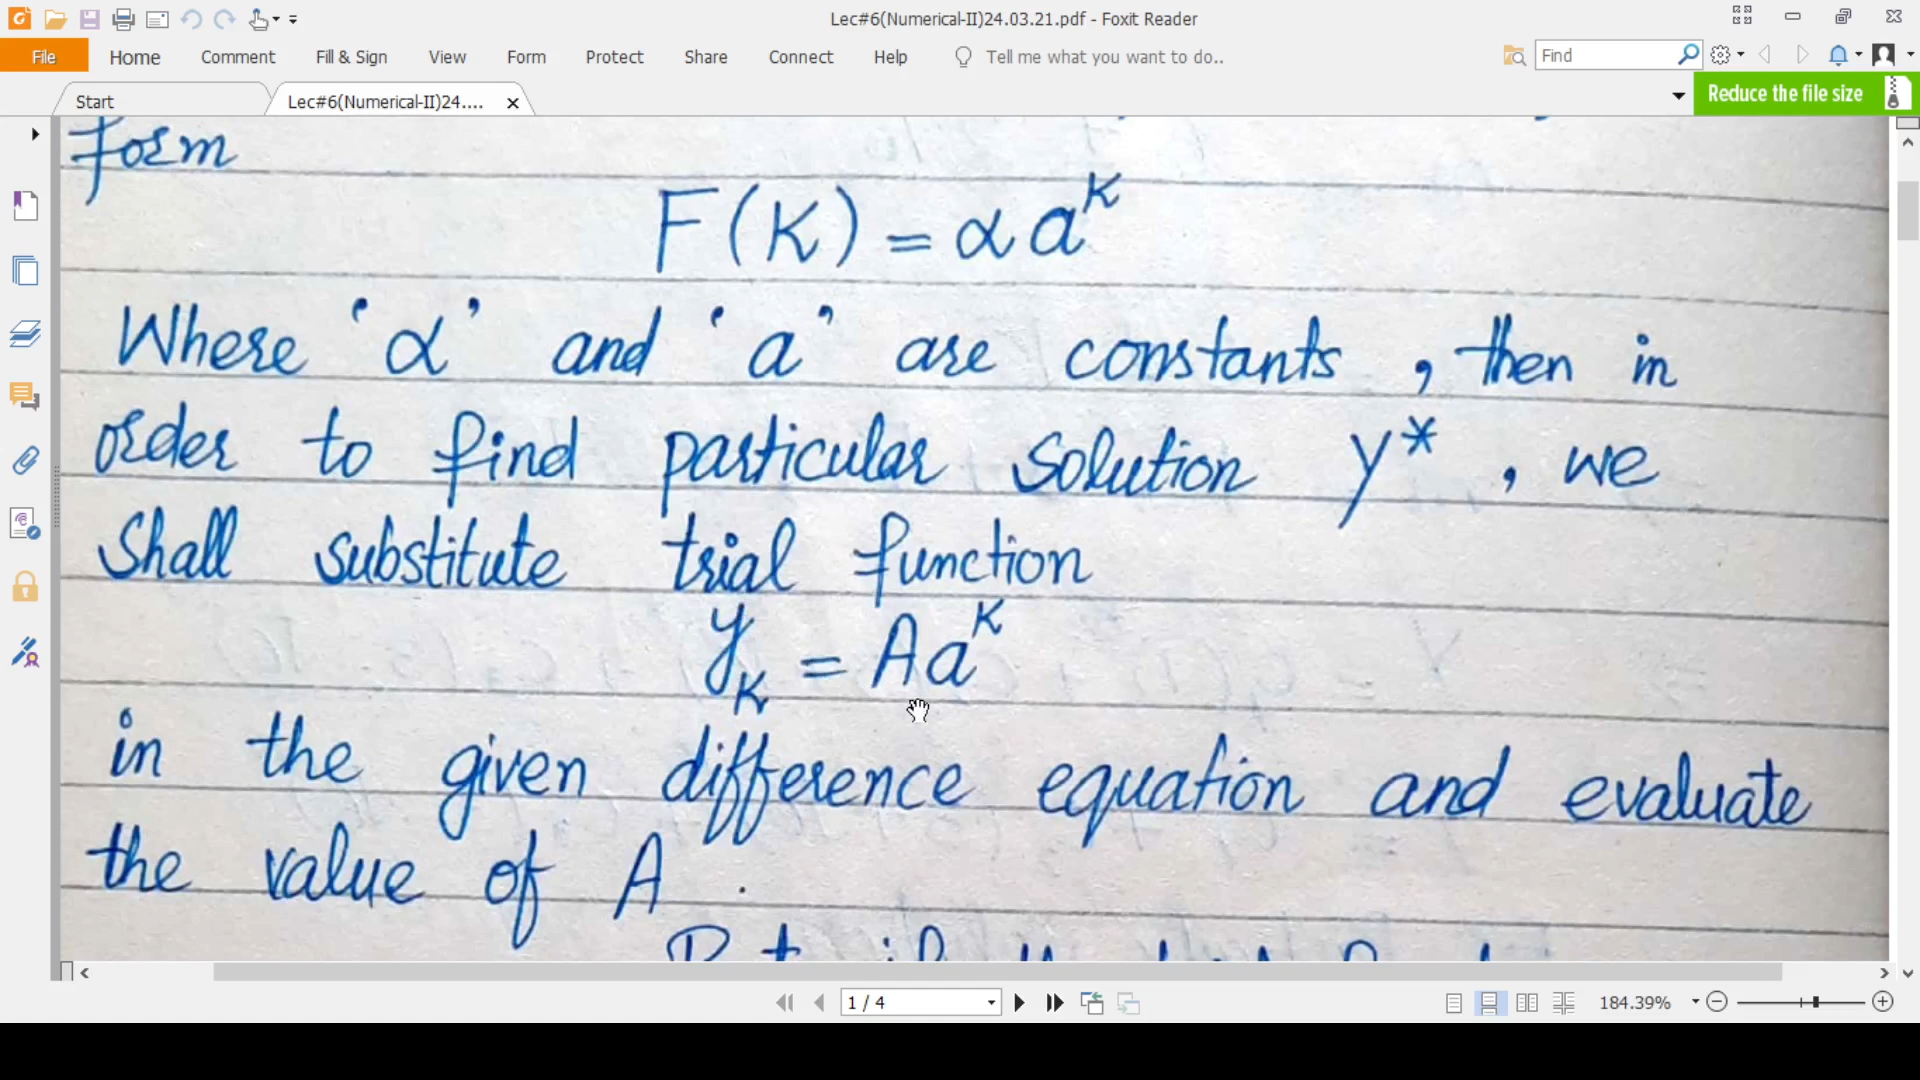 Lec#6(Numerical-II)24.03.21.pdf - Foxit Reader
File Home Comment Fill & Sign View Form Protect Share Connect Help Tell me what you want to do.. Find
Start Lec#6(Numerical-II)24.... Reduce the file size
form
F(K) = α a^K
Where 'α' and 'a' are constants, then in
order to find particular solution y*, we
Shall substitute trial function
y_K = Aa^K
in the given difference equation and evaluate
the value of A.
1 / 4 184.39%